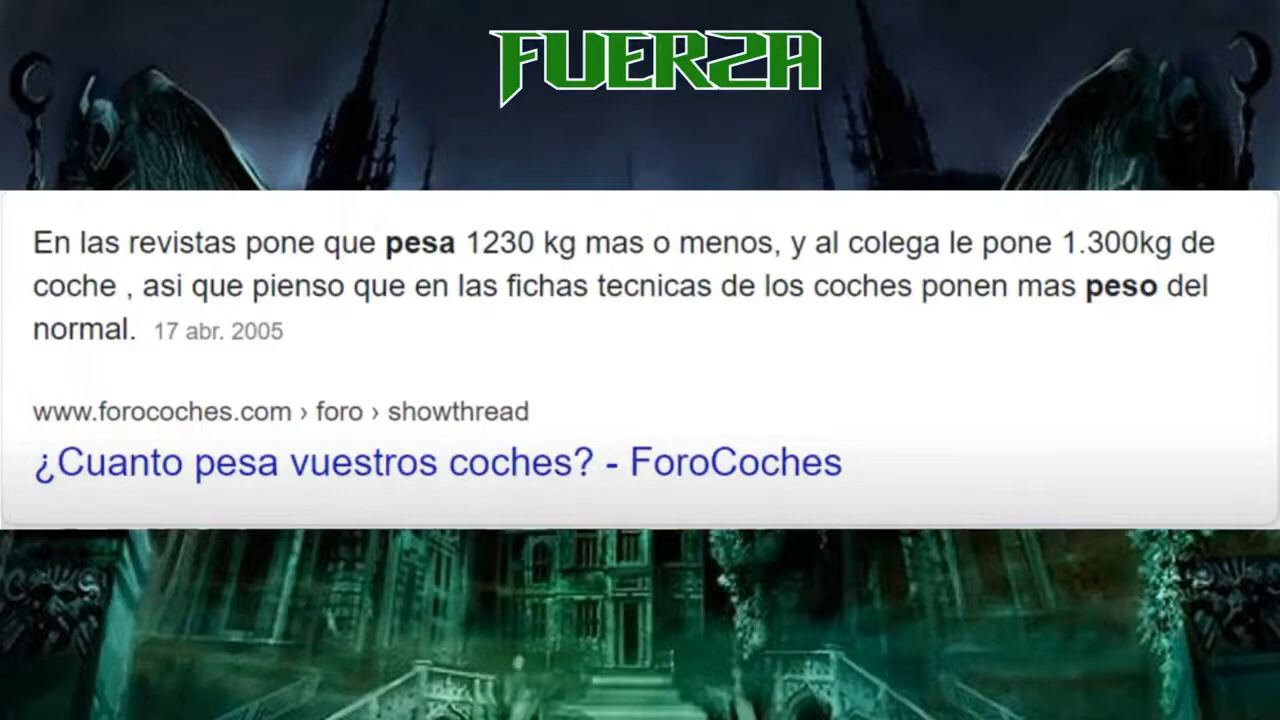 FUERZA
En las revistas pone que pesa 1230 kg mas o menos, y al colega le pone 1.300kg de
coche , asi que pienso que en las fichas tecnicas de los coches ponen mas peso del
normal. 17 abr. 2005
www.forocoches.com › foro › showthread
¿Cuanto pesa vuestros coches? - ForoCoches